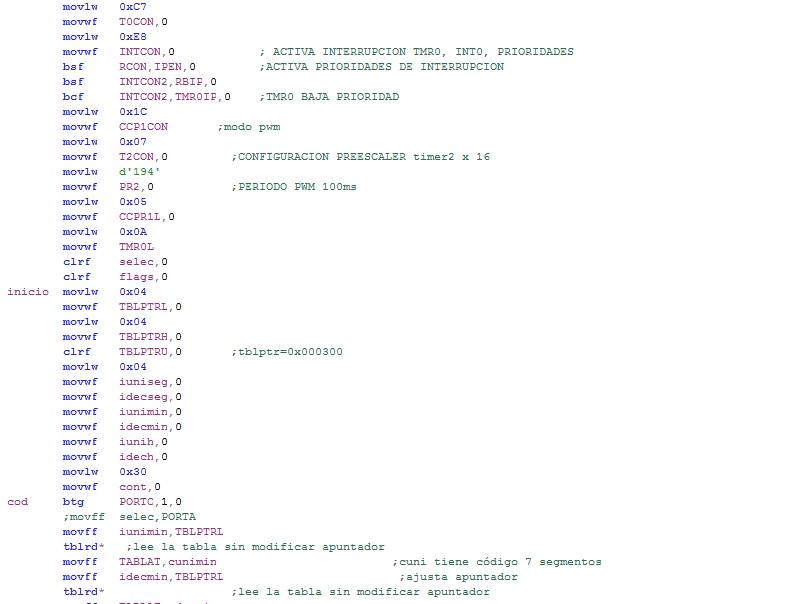 movlw 0xC7
movwf T0CON,0
movlw 0xE8
movwf INTCON,0 ; ACTIVA INTERRUPCION TMR0, INT0, PRIORIDADES
bsf RCON,IPEN,0 ;ACTIVA PRIORIDADES DE INTERRUPCION
bsf INTCON2,RBIP,0
bcf INTCON2,TMR0IP,0 ;TMR0 BAJA PRIORIDAD
movlw 0x1C
movwf CCP1CON ;modo pwm
movlw 0x07
movwf T2CON,0 ;CONFIGURACION PREESCALER timer2 x 16
movlw d'194'
movwf PR2,0 ;PERIODO PWM 100ms
movlw 0x05
movwf CCPR1L,0
movlw 0x0A
movwf TMR0L
clrf selec,0
clrf flags,0
inicio movlw 0x04
movwf TBLPTRL,0
movlw 0x04
movwf TBLPTRH,0
clrf TBLPTRU,0 ;tblptr=0x000300
movlw 0x04
movwf iuniseg,0
movwf idecseg,0
movwf iunimin,0
movwf idecmin,0
movwf iunih,0
movwf idech,0
movlw 0x30
movwf cont,0
cod btg PORTC,1,0
;movff selec,PORTA
movff iunimin,TBLPTRL
tblrd* ;lee la tabla sin modificar apuntador
movff TABLAT,cunimin ;cuni tiene código 7 segmentos
movff idecmin,TBLPTRL ;ajusta apuntador
tblrd* ;lee la tabla sin modificar apuntador